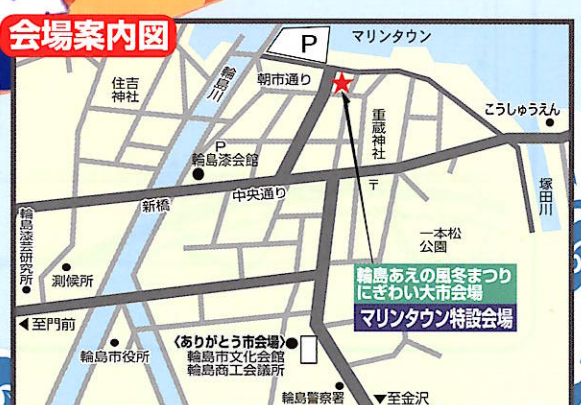 会場案内図
P
マリンタウン
住吉
神社
輪島川
朝市通り
重蔵神社
こうしゅうえん
P
輪島漆会館
〒
新橋
中央通り
塚田川
輪島漆芸研究所
測候所
一本松
公園
輪島あえの風冬まつり
にぎわい大市会場
マリンタウン特設会場
◀至門前
輪島市役所
〈ありがとう市会場〉
輪島市文化会館
輪島商工会議所
輪島警察署
▼至金沢